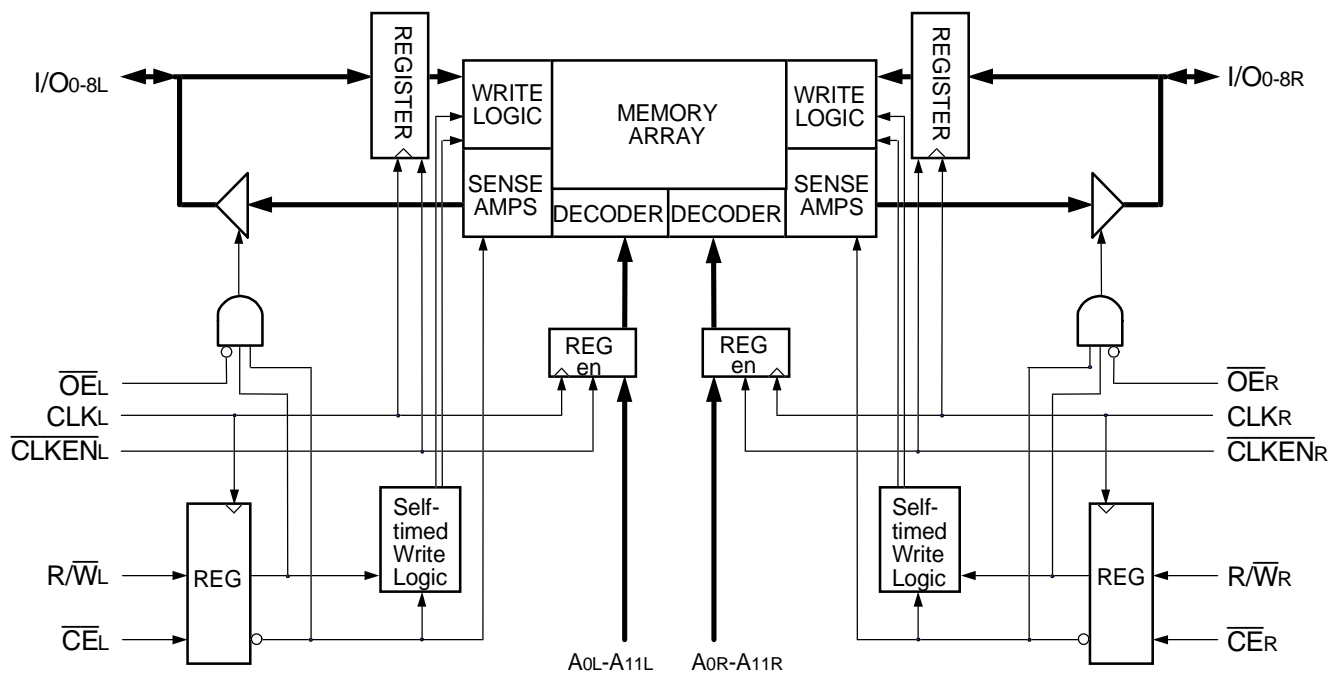 REGISTER
REGISTER
I/O0-8L
I/O0-8R
WRITE
LOGIC
MEMORY
ARRAY
WRITE
LOGIC
SENSE
AMPS
DECODER
DECODER
SENSE
AMPS
REG
en
REG
en
OEL
CLKL
CLKENL
OER
CLKR
CLKENR
Self-
timed
Write
Logic
Self-
timed
Write
Logic
R/WL
REG
CEL
REG
R/WR
CER
A0L-A11L
A0R-A11R